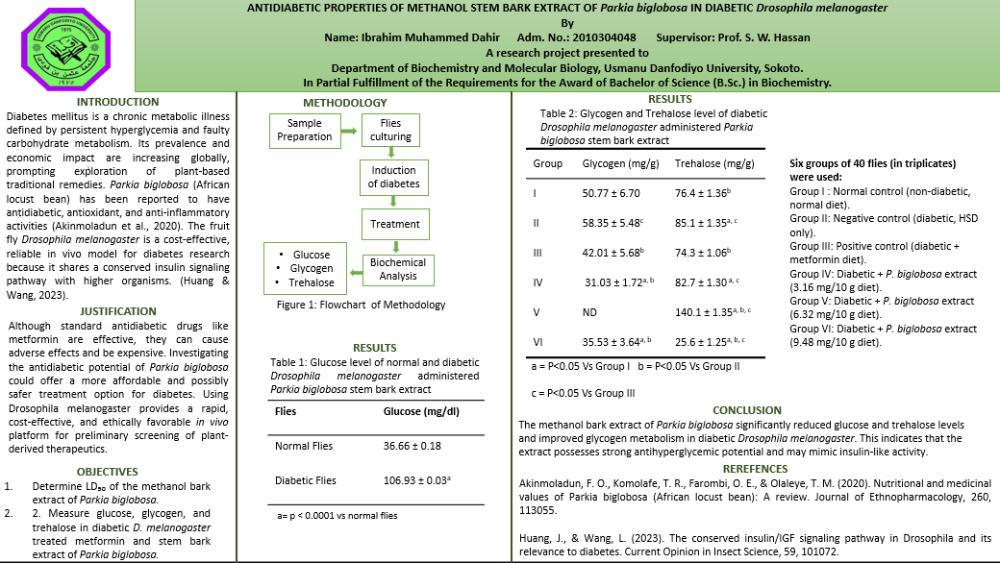 ANTIDIABETIC PROPERTIES OF METHANOL STEM BARK EXTRACT OF Parkia biglobosa IN DIABETIC Drosophila melanogaster
By
Name: Ibrahim Muhammed Dahir Adm. No.: 2010304048 Supervisor: Prof. S. W. Hassan
A research project presented to
Department of Biochemistry and Molecular Biology, Usmanu Danfodiyo University, Sokoto.
In Partial Fulfillment of the Requirements for the Award of Bachelor of Science (B.Sc.) in Biochemistry.
INTRODUCTION
Diabetes mellitus is a chronic metabolic illness
defined by persistent hyperglycemia and faulty
carbohydrate metabolism. Its prevalence and
economic impact are increasing globally,
prompting exploration of plant-based
traditional remedies. Parkia biglobosa (African
locust bean) has been reported to have
antidiabetic, antioxidant, and anti-inflammatory
activities (Akinmoladun et al., 2020). The fruit
fly Drosophila melanogaster is a cost-effective,
reliable in vivo model for diabetes research
because it shares a conserved insulin signaling
pathway with higher organisms. (Huang &
Wang, 2023).
JUSTIFICATION
Although standard antidiabetic drugs like
metformin are effective, they can cause
adverse effects and be expensive. Investigating
the antidiabetic potential of Parkia biglobosa
could offer a more affordable and possibly
safer treatment option for diabetes. Using
Drosophila melanogaster provides a rapid,
cost-effective, and ethically favorable in vivo
platform for preliminary screening of plant-
derived therapeutics.
OBJECTIVES
1. Determine LD₅₀ of the methanol bark
extract of Parkia biglobosa.
2. 2. Measure glucose, glycogen, and
trehalose in diabetic D. melanogaster
treated metformin and stem bark
extract of Parkia biglobosa.
METHODOLOGY
Sample
Preparation
Flies
culturing
Induction
of diabetes
Treatment
Biochemical
Analysis
• Glucose
• Glycogen
• Trehalose
Figure 1: Flowchart of Methodology
RESULTS
Table 1: Glucose level of normal and diabetic
Drosophila melanogaster administered
Parkia biglobosa stem bark extract
Flies Glucose (mg/dl)
Normal Flies 36.66 ± 0.18
Diabetic Flies 106.93 ± 0.03ᵃ
a= p < 0.0001 vs normal flies
RESULTS
Table 2: Glycogen and Trehalose level of diabetic
Drosophila melanogaster administered Parkia
biglobosa stem bark extract
Group Glycogen (mg/g) Trehalose (mg/g)
I 50.77 ± 6.70 76.4 ± 1.36ᵇ
II 58.35 ± 5.48ᶜ 85.1 ± 1.35ᵃ, ᶜ
III 42.01 ± 5.68ᵇ 74.3 ± 1.06ᵇ
IV 31.03 ± 1.72ᵃ, ᵇ 82.7 ± 1.30 ᵃ, ᶜ
V ND 140.1 ± 1.35ᵃ, ᵇ, ᶜ
VI 35.53 ± 3.64ᵃ, ᵇ 25.6 ± 1.25ᵃ, ᵇ, ᶜ
a = P<0.05 Vs Group I b = P<0.05 Vs Group II
c = P<0.05 Vs Group III
Six groups of 40 flies (in triplicates)
were used:
Group I : Normal control (non-diabetic,
normal diet).
Group II: Negative control (diabetic, HSD
only).
Group III: Positive control (diabetic +
metformin diet).
Group IV: Diabetic + P. biglobosa extract
(3.16 mg/10 g diet).
Group V: Diabetic + P. biglobosa extract
(6.32 mg/10 g diet).
Group VI: Diabetic + P. biglobosa extract
(9.48 mg/10 g diet).
CONCLUSION
The methanol bark extract of Parkia biglobosa significantly reduced glucose and trehalose levels
and improved glycogen metabolism in diabetic Drosophila melanogaster. This indicates that the
extract possesses strong antihyperglycemic potential and may mimic insulin-like activity.
REREFENCES
Akinmoladun, F. O., Komolafe, T. R., Farombi, O. E., & Olaleye, T. M. (2020). Nutritional and medicinal
values of Parkia biglobosa (African locust bean): A review. Journal of Ethnopharmacology, 260,
113055.
Huang, J., & Wang, L. (2023). The conserved insulin/IGF signaling pathway in Drosophila and its
relevance to diabetes. Current Opinion in Insect Science, 59, 101072.